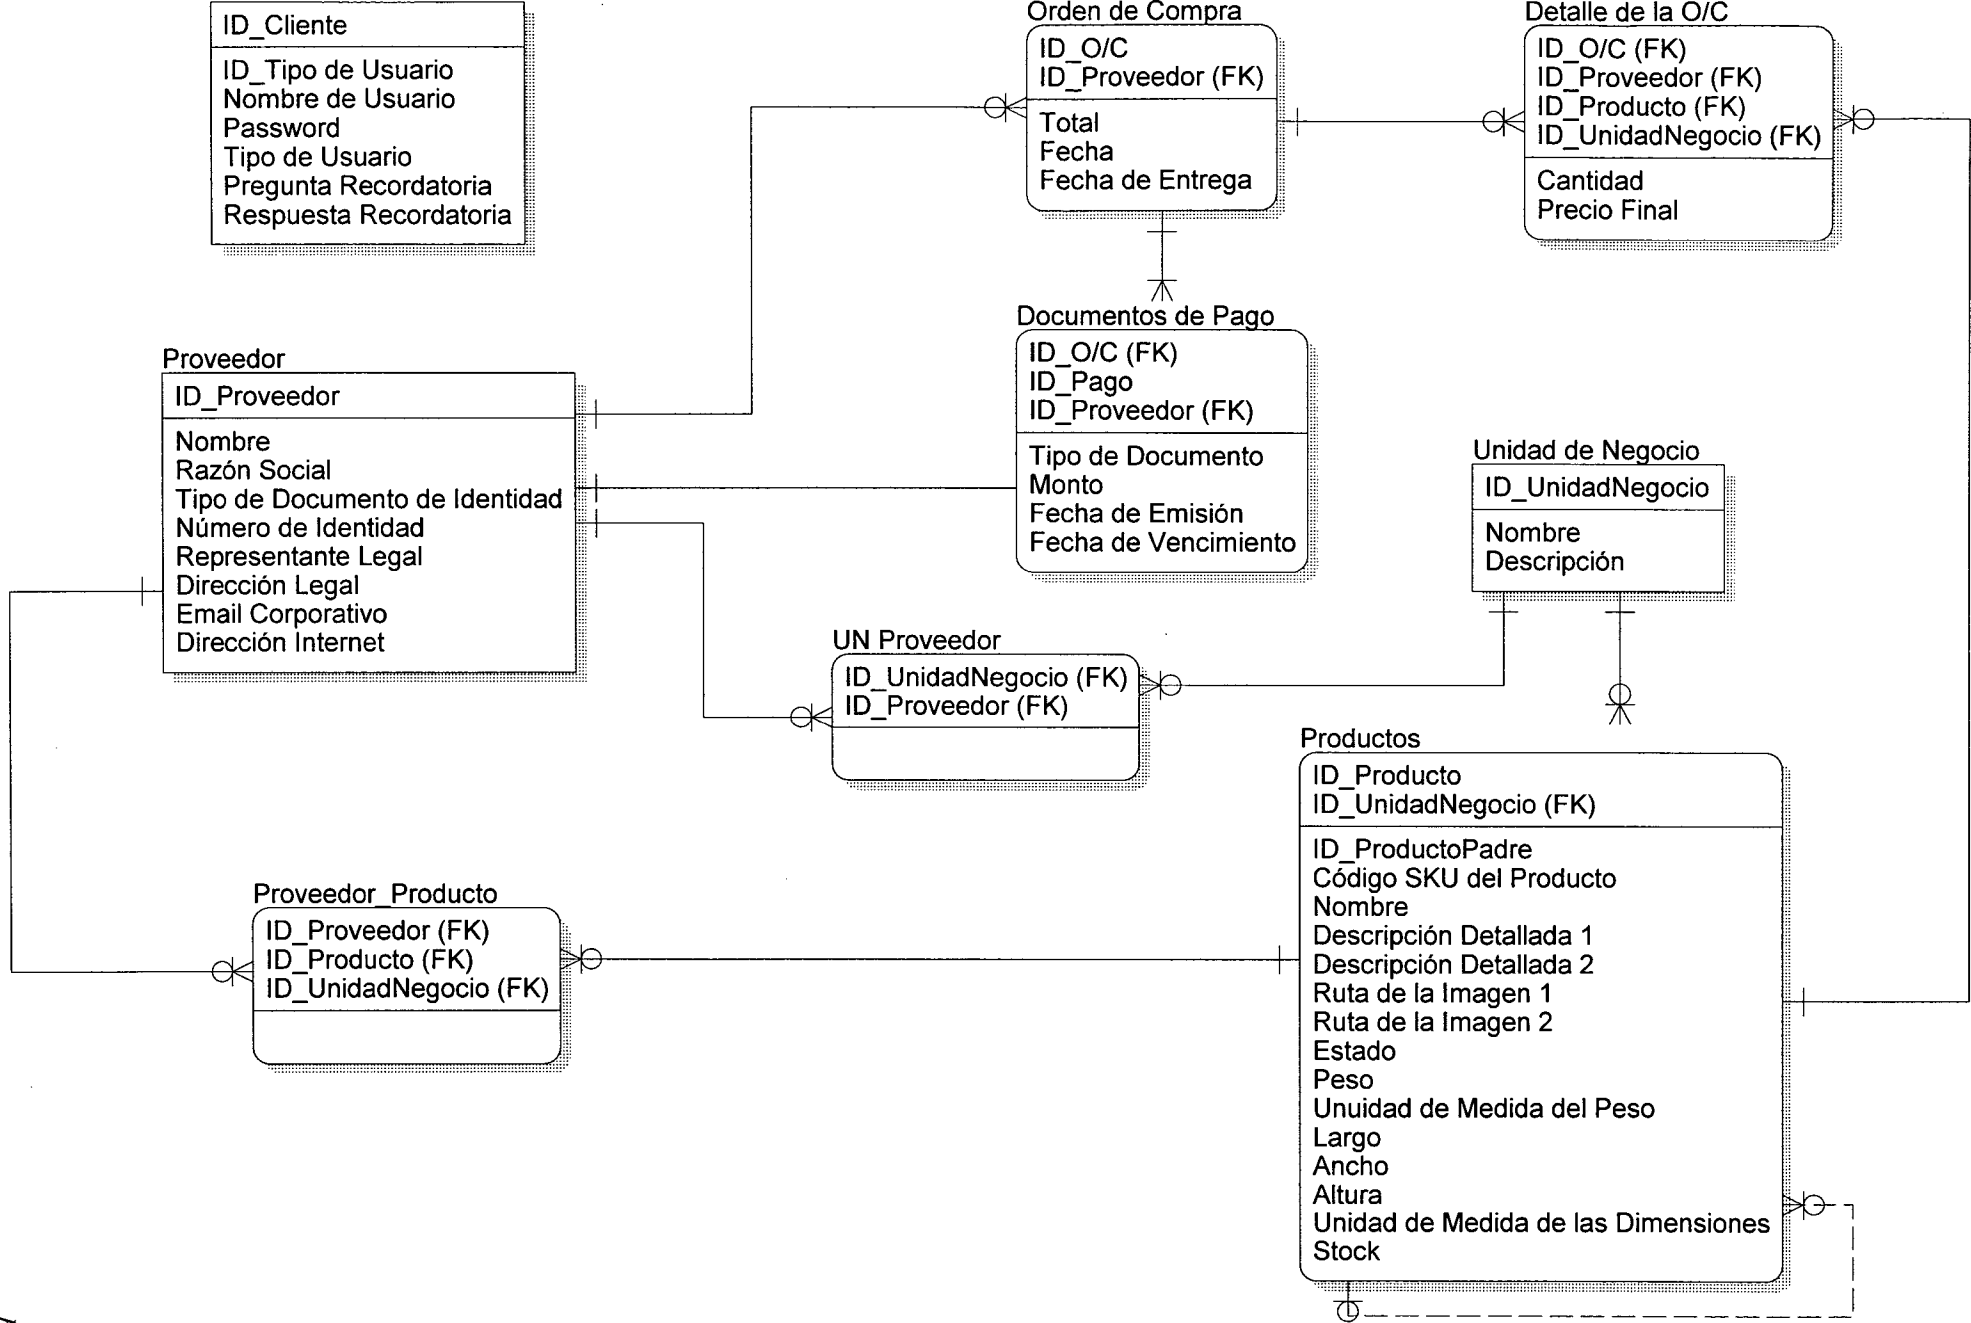 ID_Cliente
ID_Tipo de Usuario
Nombre de Usuario
Password
Tipo de Usuario
Pregunta Recordatoria
Respuesta Recordatoria
Orden de Compra
ID_O/C
ID_Proveedor (FK)
Total
Fecha
Fecha de Entrega
Detalle de la O/C
ID_O/C (FK)
ID_Proveedor (FK)
ID_Producto (FK)
ID_UnidadNegocio (FK)
Cantidad
Precio Final
Documentos de Pago
ID_O/C (FK)
ID_Pago
ID_Proveedor (FK)
Tipo de Documento
Monto
Fecha de Emisión
Fecha de Vencimiento
Proveedor
ID_Proveedor
Nombre
Razón Social
Tipo de Documento de Identidad
Número de Identidad
Representante Legal
Dirección Legal
Email Corporativo
Dirección Internet
Unidad de Negocio
ID_UnidadNegocio
Nombre
Descripción
UN Proveedor
ID_UnidadNegocio (FK)
ID_Proveedor (FK)
Productos
ID_Producto
ID_UnidadNegocio (FK)
ID_ProductoPadre
Código SKU del Producto
Nombre
Descripción Detallada 1
Descripción Detallada 2
Ruta de la Imagen 1
Ruta de la Imagen 2
Estado
Peso
Unuidad de Medida del Peso
Largo
Ancho
Altura
Unidad de Medida de las Dimensiones
Stock
Proveedor_Producto
ID_Proveedor (FK)
ID_Producto (FK)
ID_UnidadNegocio (FK)